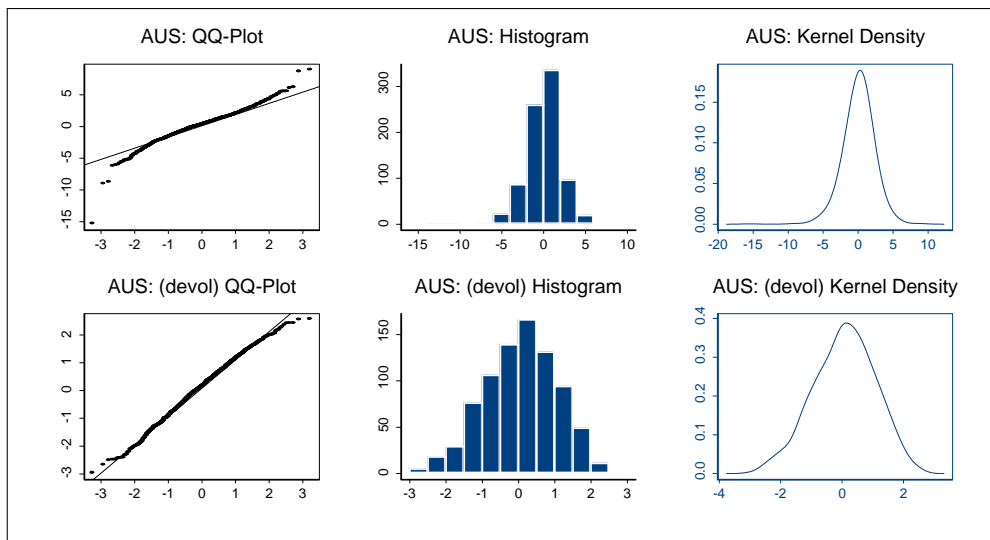 AUS: QQ-Plot
5
0
-5
-10
-15
-3 -2 -1 0 1 2 3
AUS: Histogram
300
200
100
0
-15 -10 -5 0 5 10
AUS: Kernel Density
0.15
0.10
0.05
0.00
-20 -15 -10 -5 0 5 10
AUS: (devol) QQ-Plot
2
1
0
-1
-2
-3
-3 -2 -1 0 1 2 3
AUS: (devol) Histogram
150
100
50
0
-3 -2 -1 0 1 2 3
AUS: (devol) Kernel Density
0.4
0.3
0.2
0.1
0.0
-4 -2 0 2